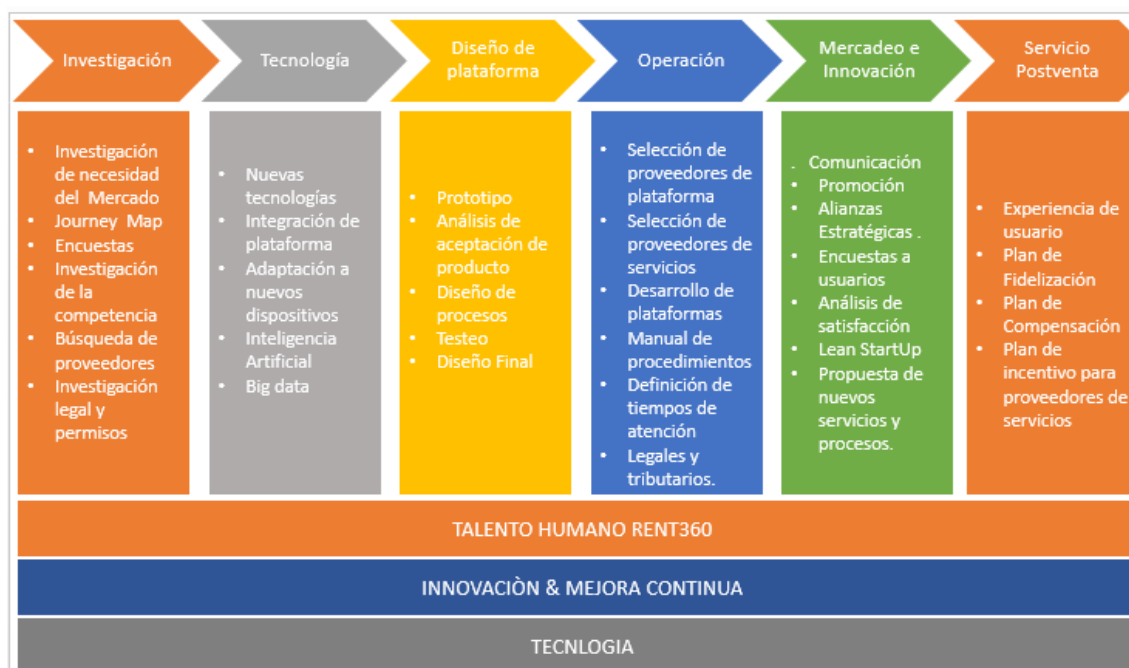 Investigación
Tecnología
Diseño de
plataforma
Operación
Mercadeo e
Innovación
Servicio
Postventa
• Investigación
de necesidad
del Mercado
• Journey Map
• Encuestas
• Investigación
de la
competencia
• Búsqueda de
proveedores
• Investigación
legal y
permisos
• Nuevas
tecnologías
• Integración de
plataforma
• Adaptación a
nuevos
dispositivos
• Inteligencia
Artificial
• Big data
• Prototipo
• Análisis de
aceptación de
producto
• Diseño de
procesos
• Testeo
• Diseño Final
• Selección de
proveedores de
plataforma
• Selección de
proveedores de
servicios
• Desarrollo de
plataformas
• Manual de
procedimientos
• Definición de
tiempos de
atención
• Legales y
tributarios.
. Comunicación
• Promoción
• Alianzas
Estratégicas .
• Encuestas a
usuarios
• Análisis de
satisfacción
• Lean StartUp
• Propuesta de
nuevos
servicios y
procesos.
• Experiencia de
usuario
• Plan de
Fidelización
• Plan de
Compensación
• Plan de
incentivo para
proveedores de
servicios
TALENTO HUMANO RENT360
INNOVACIÒN & MEJORA CONTINUA
TECNLOGIA